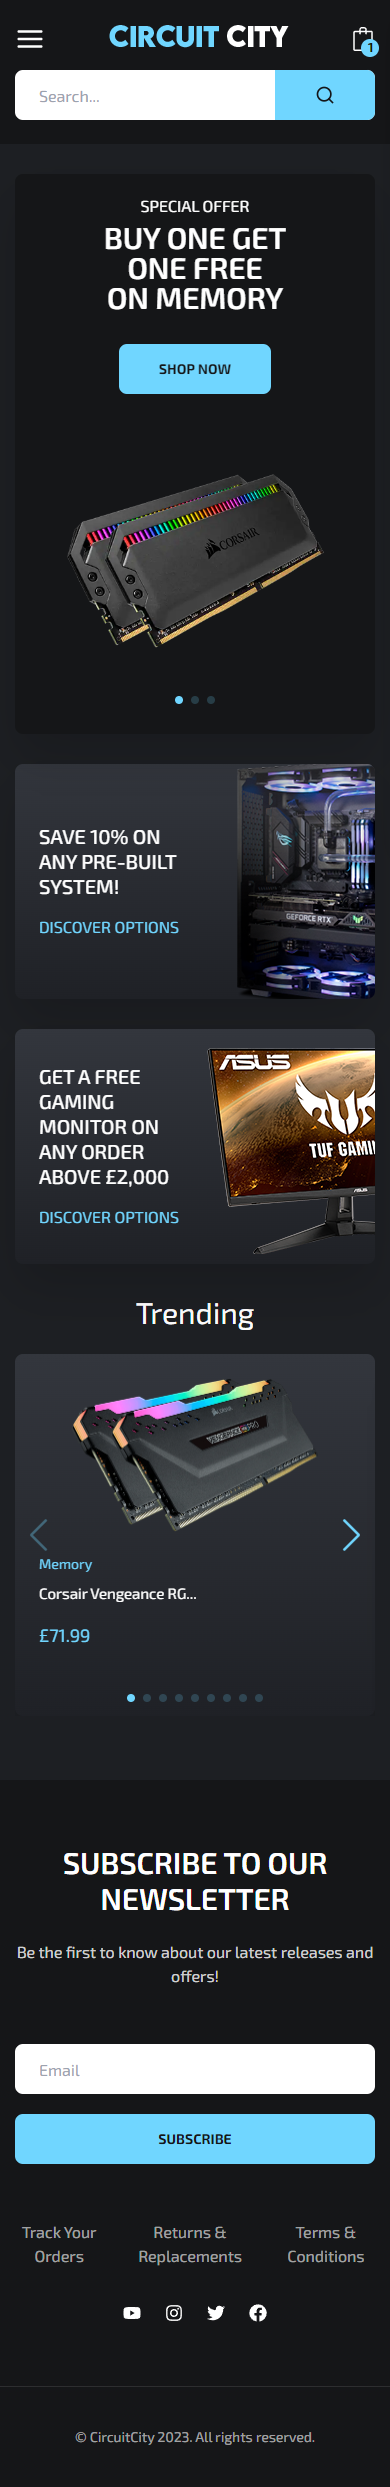 CIRCUIT CITY
1
Search...
SPECIAL OFFER
BUY ONE GET
ONE FREE
ON MEMORY
SHOP NOW
CORSAIR
SAVE 10% ON
ANY PRE-BUILT
SYSTEM!
DISCOVER OPTIONS
GEFORCE RTX
GET A FREE
GAMING
MONITOR ON
ANY ORDER
ABOVE £2,000
DISCOVER OPTIONS
ASUS
TUF GAMIN
Trending
VENGEANCE PRO
Memory
Corsair Vengeance RG...
£71.99
SUBSCRIBE TO OUR
NEWSLETTER
Be the first to know about our latest releases and
offers!
Email
SUBSCRIBE
Track Your
Orders
Returns &
Replacements
Terms &
Conditions
© CircuitCity 2023. All rights reserved.